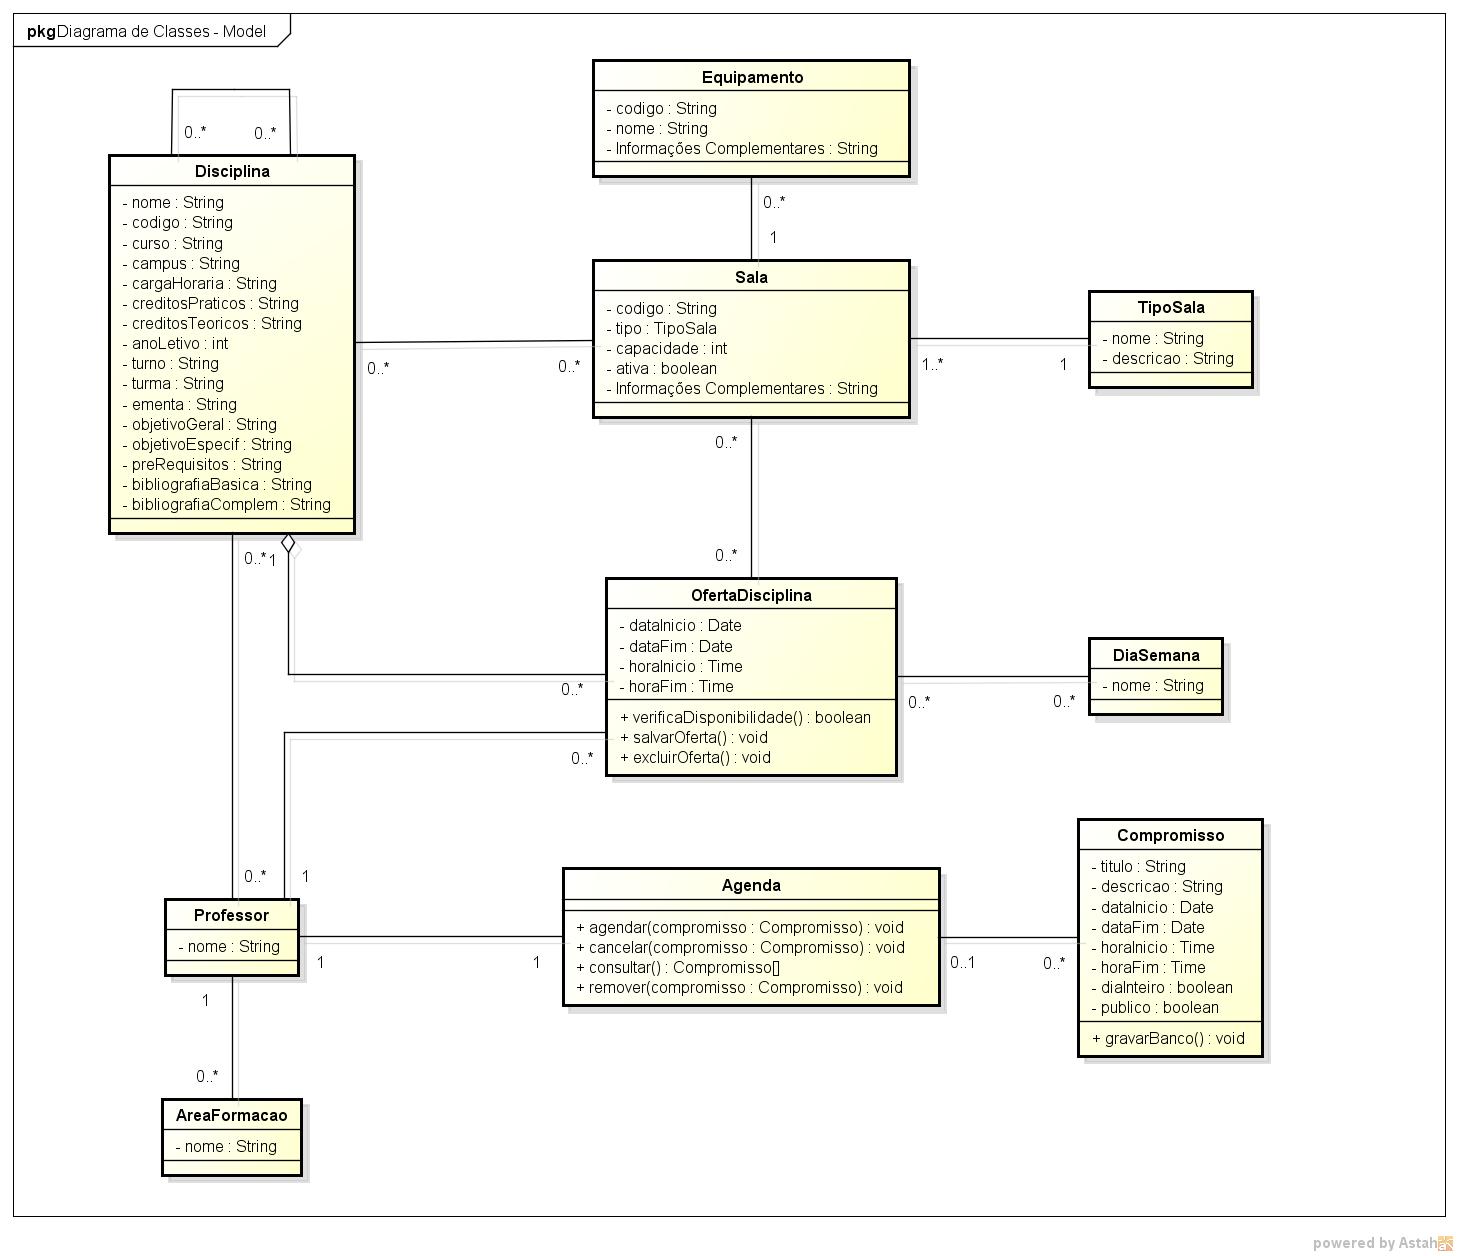 pkg Diagrama de Classes - Model
Equipamento
- codigo : String
- nome : String
- Informações Complementares : String
0..*
1
0..*
0..*
Disciplina
- nome : String
- codigo : String
- curso : String
- campus : String
- cargaHoraria : String
- creditosPraticos : String
- creditosTeoricos : String
- anoLetivo : int
- turno : String
- turma : String
- ementa : String
- objetivoGeral : String
- objetivoEspecif : String
- preRequisitos : String
- bibliografiaBasica : String
- bibliografiaComplem : String
0..*
0..*
Sala
- codigo : String
- tipo : TipoSala
- capacidade : int
- ativa : boolean
- Informações Complementares : String
1..*
1
TipoSala
- nome : String
- descricao : String
0..*
0..*
0..*
1
0..*
OfertaDisciplina
- dataInicio : Date
- dataFim : Date
- horaInicio : Time
- horaFim : Time
+ verificaDisponibilidade() : boolean
+ salvarOferta() : void
+ excluirOferta() : void
0..*
0..*
DiaSemana
- nome : String
0..*
0..*
1
Professor
- nome : String
1
1
Agenda
+ agendar(compromisso : Compromisso) : void
+ cancelar(compromisso : Compromisso) : void
+ consultar() : Compromisso[]
+ remover(compromisso : Compromisso) : void
0..1
0..*
Compromisso
- titulo : String
- descricao : String
- dataInicio : Date
- dataFim : Date
- horaInicio : Time
- horaFim : Time
- diaInteiro : boolean
- publico : boolean
+ gravarBanco() : void
1
0..*
AreaFormacao
- nome : String
powered by Astah